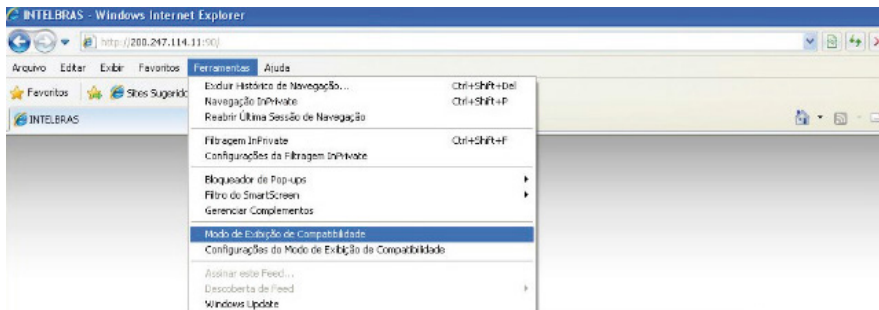 INTELBRAS - Windows Internet Explorer
http://200.247.114.11:90/
Arquivo Editar Exibir Favoritos Ferramentas Ajuda
Favoritos Sites Sugerido
INTELBRAS
Excluir Histórico de Navegação... Ctrl+Shift+Del
Navegação InPrivate Ctrl+Shift+P
Reabrir Última Sessão de Navegação
Filtragem InPrivate Ctrl+Shift+F
Configurações da Filtragem InPrivate
Bloqueador de Pop-ups
Filtro do SmartScreen
Gerenciar Complementos
Modo de Exibição de Compatibilidade
Configurações do Modo de Exibição de Compatibilidade
Assinar este Feed...
Descoberta de Feed
Windows Update